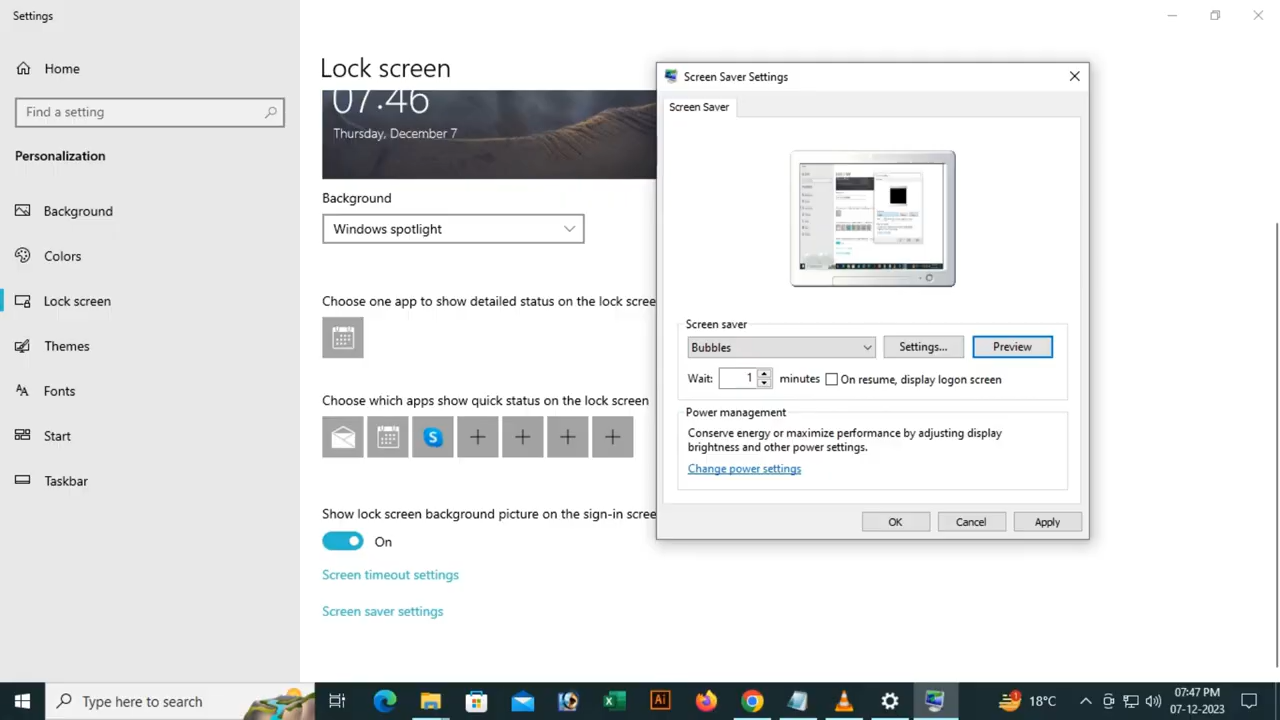 Settings
Home
Find a setting
Personalization
Background
Colors
Lock screen
Themes
Fonts
Start
Taskbar
Lock screen
07:46
Thursday, December 7
Background
Windows spotlight
Choose one app to show detailed status on the lock scree
Choose which apps show quick status on the lock screen
S
Show lock screen background picture on the sign-in scree
On
Screen timeout settings
Screen saver settings
Screen Saver Settings
Screen Saver
Screen saver
Bubbles
Settings...
Preview
Wait: 1 minutes On resume, display logon screen
Power management
Conserve energy or maximize performance by adjusting display
brightness and other power settings.
Change power settings
OK
Cancel
Apply
Type here to search
Ai
1
18°C
07:47 PM
07-12-2023